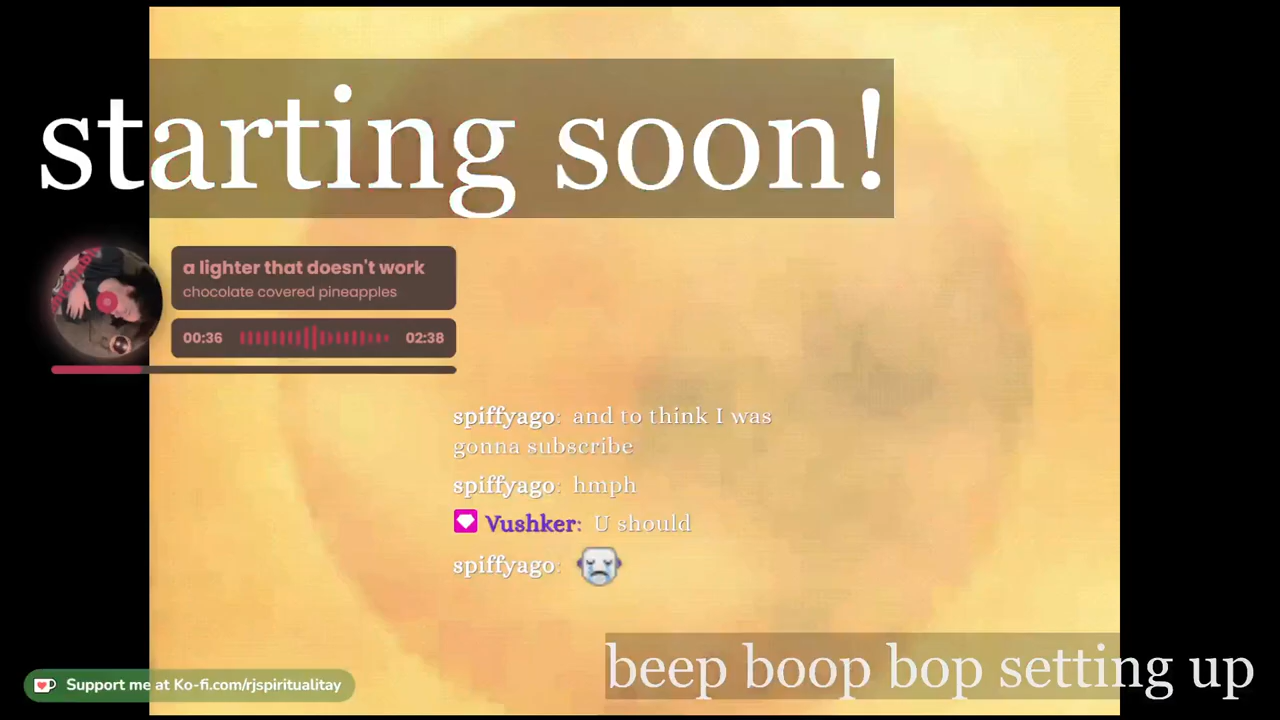 starting soon!
a lighter that doesn't work
chocolate covered pineapples
00:36
02:38
spiffyago: and to think I was
gonna subscribe
spiffyago: hmph
Vushker: U should
spiffyago:
beep boop bop setting up
Support me at Ko-fi.com/rjspiritualitay